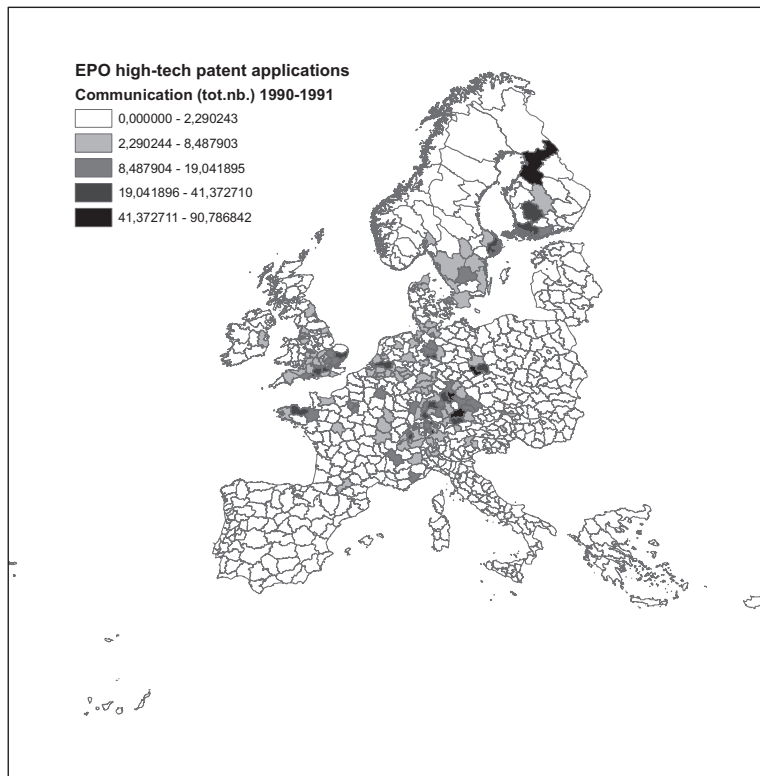 EPO high-tech patent applications
Communication (tot.nb.) 1990-1991
0,000000 - 2,290243
2,290244 - 8,487903
8,487904 - 19,041895
19,041896 - 41,372710
41,372711 - 90,786842